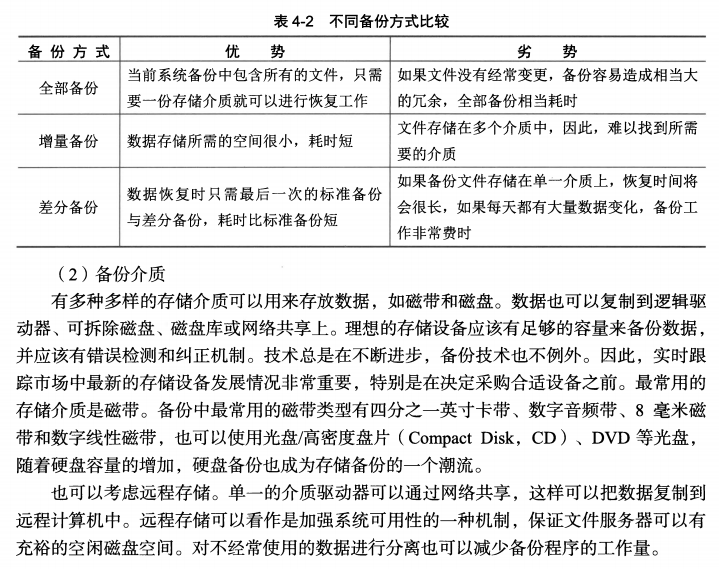 表 4-2 不同备份方式比较
备 份 方 式 优 势 劣 势
全部备份 当前系统备份中包含所有的文件，只需要一份存储介质就可以进行恢复工作 如果文件没有经常变更，备份容易造成相当大的冗余，全部备份相当耗时
增量备份 数据存储所需的空间很小，耗时短 文件存储在多个介质中，因此，难以找到所需要的介质
差分备份 数据恢复时只需最后一次的标准备份与差分备份，耗时比标准备份短 如果备份文件存储在单一介质上，恢复时间将会很长，如果每天都有大量数据变化，备份工作非常费时
（2）备份介质
有多种多样的存储介质可以用来存放数据，如磁带和磁盘。数据也可以复制到逻辑驱
动器、可拆除磁盘、磁盘库或网络共享上。理想的存储设备应该有足够的容量来备份数据，
并应该有错误检测和纠正机制。技术总是在不断进步，备份技术也不例外。因此，实时跟
踪市场中最新的存储设备发展情况非常重要，特别是在决定采购合适设备之前。最常用的
存储介质是磁带。备份中最常用的磁带类型有四分之一英寸卡带、数字音频带、8 毫米磁
带和数字线性磁带，也可以使用光盘/高密度盘片（Compact Disk，CD）、DVD 等光盘，
随着硬盘容量的增加，硬盘备份也成为存储备份的一个潮流。
也可以考虑远程存储。单一的介质驱动器可以通过网络共享，这样可以把数据复制到
远程计算机中。远程存储可以看作是加强系统可用性的一种机制，保证文件服务器可以有
充裕的空闲磁盘空间。对不经常使用的数据进行分离也可以减少备份程序的工作量。